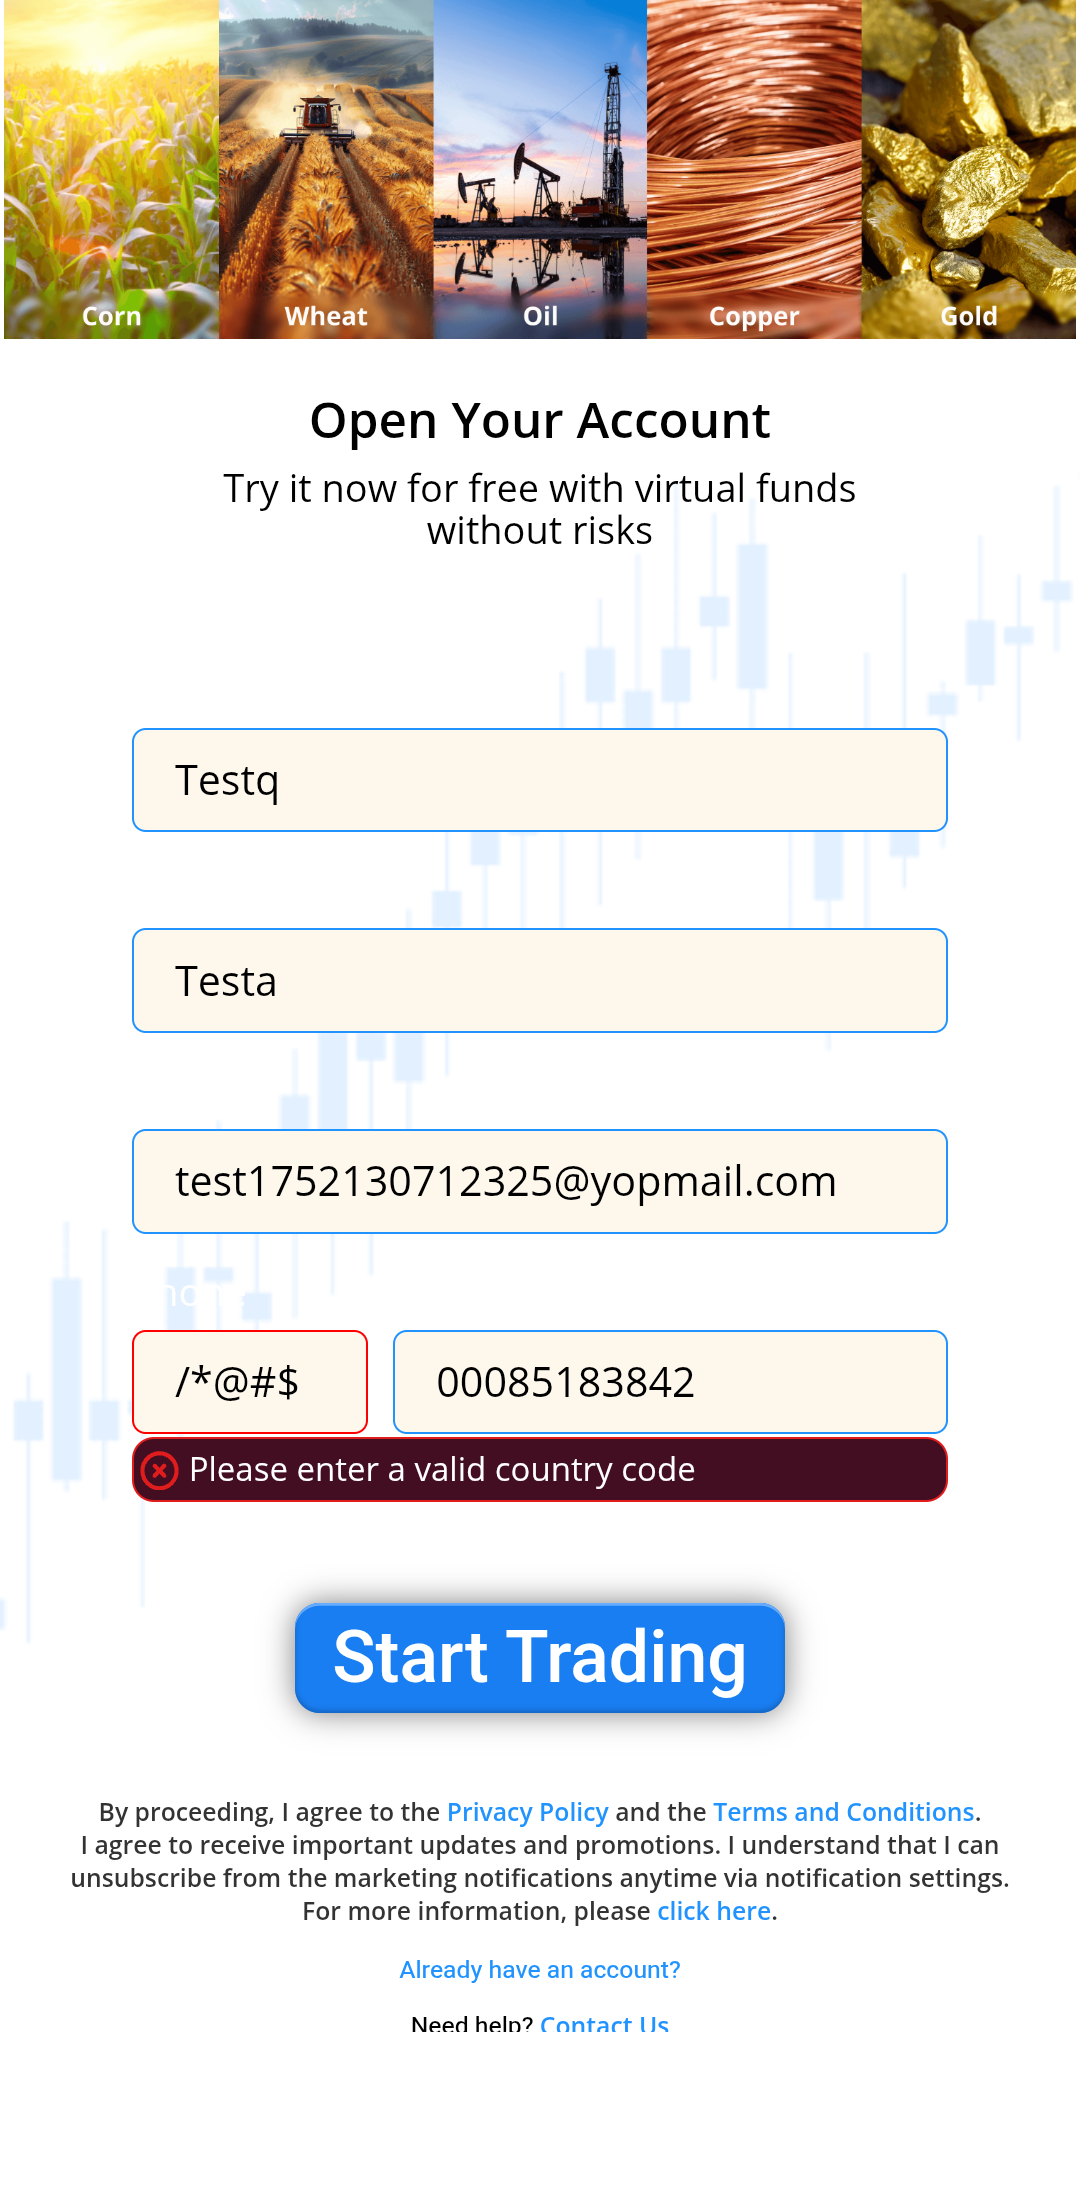 Corn
Wheat
Oil
Copper
Gold
Open Your Account
Try it now for free with virtual funds
without risks
Testq
Testa
test1752130712325@yopmail.com
/*@#$
00085183842
Please enter a valid country code
Start Trading
By proceeding, I agree to the Privacy Policy and the Terms and Conditions.
I agree to receive important updates and promotions. I understand that I can
unsubscribe from the marketing notifications anytime via notification settings.
For more information, please click here.
Already have an account?
Need help? Contact Us